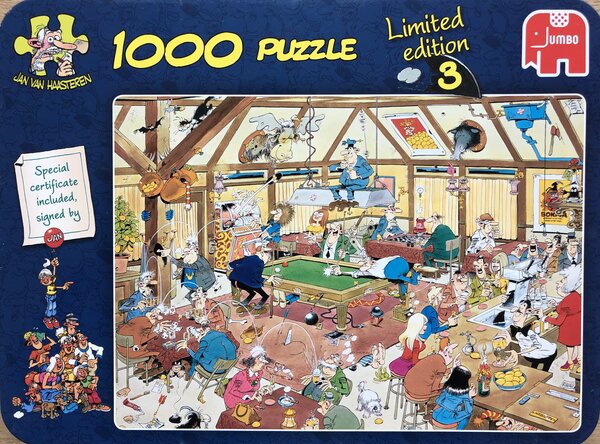 JAN VAN HAASTEREN
1000 PUZZLE
Limited
edition
3
JUMBO
Special
certificate
included,
signed by
JAN